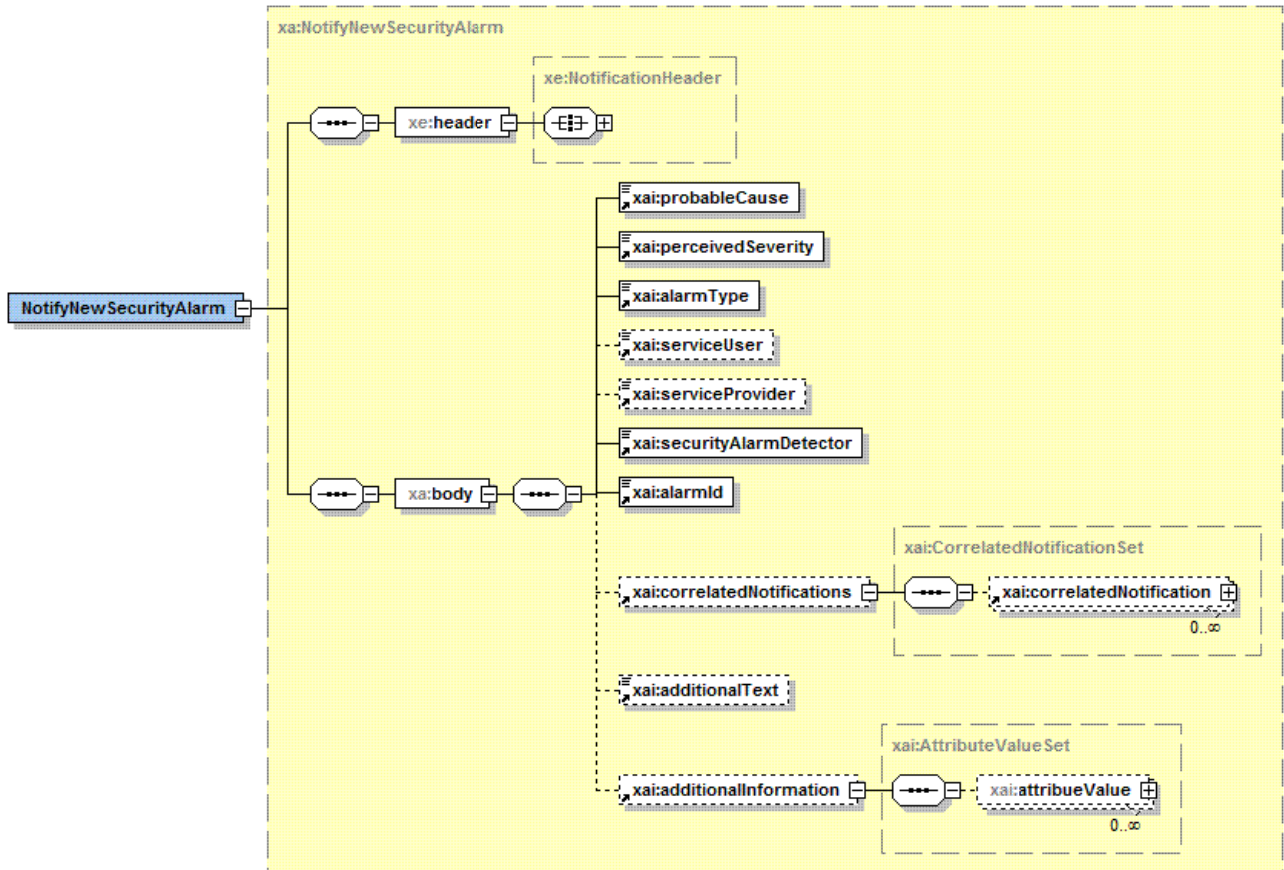 xa:NotifyNewSecurityAlarm
xe:NotificationHeader
xe:header
xai:probableCause
xai:perceivedSeverity
xai:alarmType
NotifyNewSecurityAlarm
xai:serviceUser
xai:serviceProvider
xai:securityAlarmDetector
xa:body
xai:alarmId
xai:CorrelatedNotificationSet
xai:correlatedNotifications
xai:correlatedNotification
0..∞
xai:additionalText
xai:AttributeValueSet
xai:additionalInformation
xai:attribueValue
0..∞